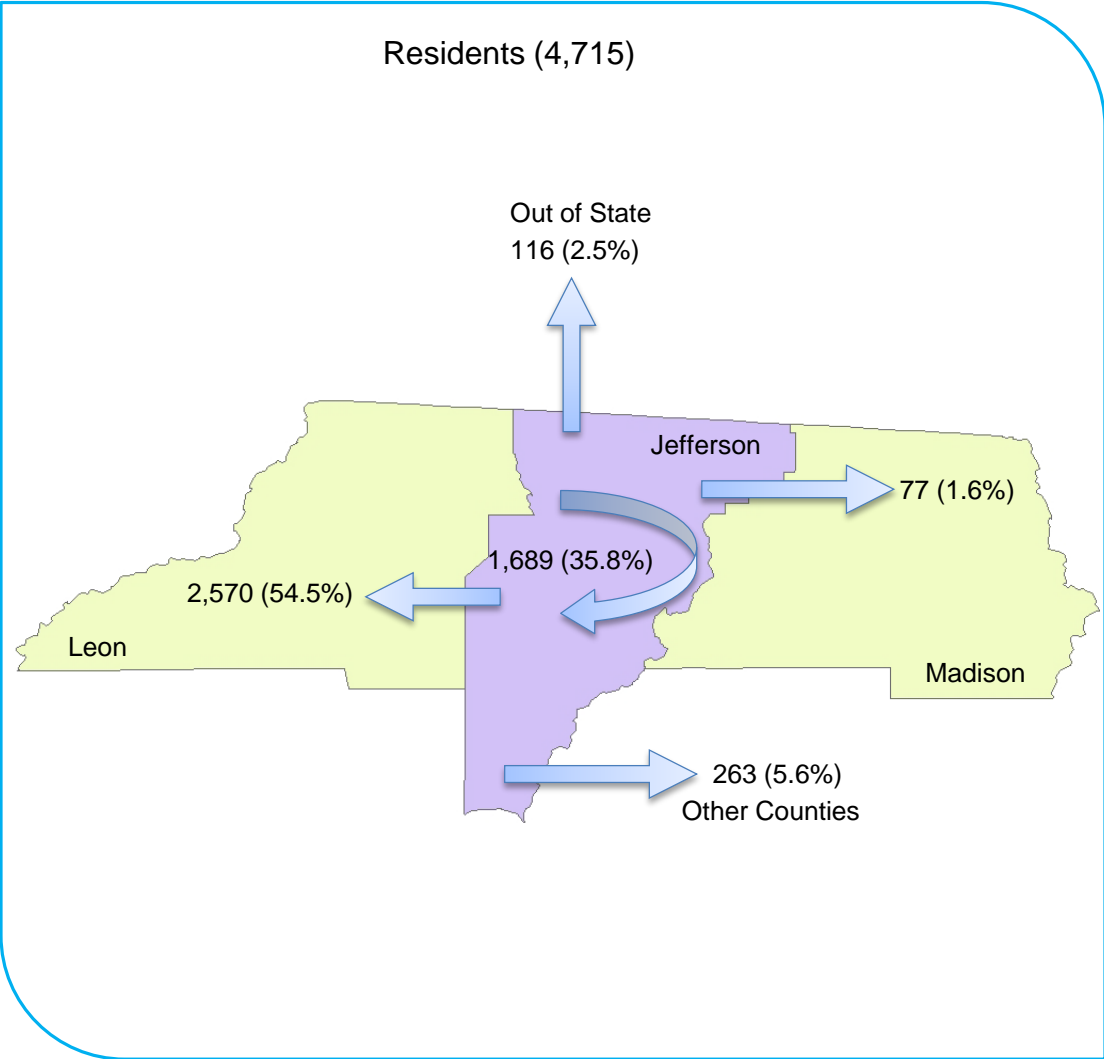 Residents (4,715)
Out of State
116 (2.5%)
Jefferson
77 (1.6%)
1,689 (35.8%)
2,570 (54.5%)
Leon
Madison
263 (5.6%)
Other Counties